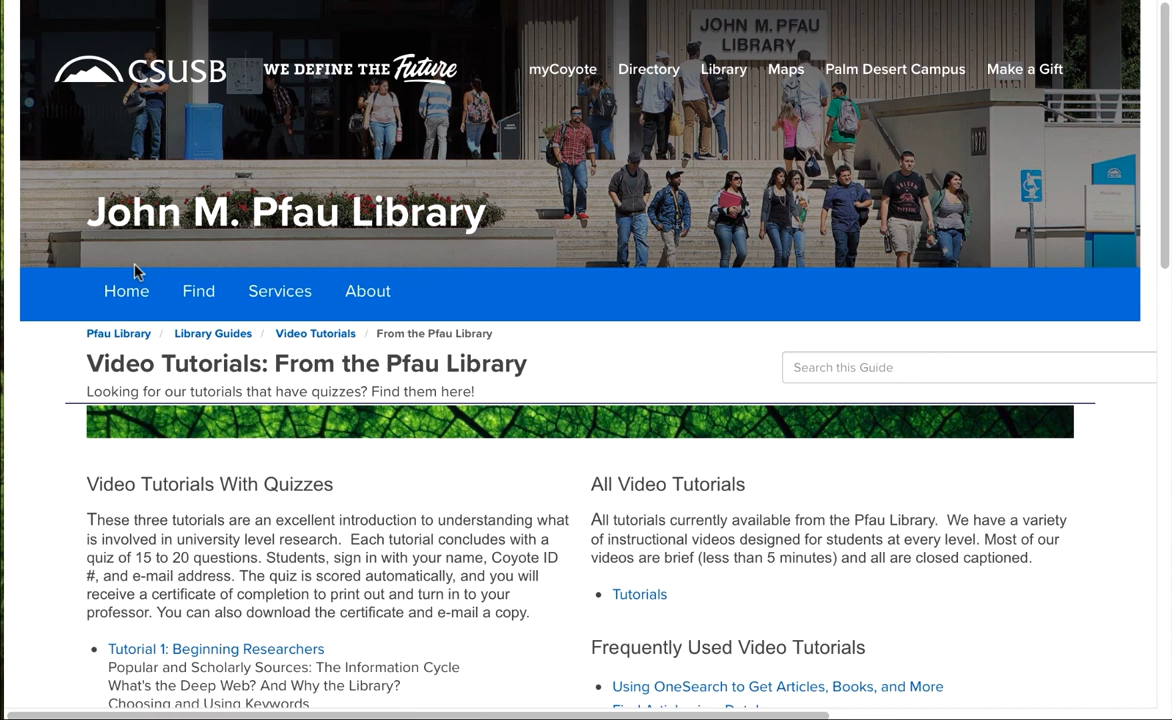 JOHN M. PFAU
LIBRARY
CSUSB WE DEFINE THE Future
myCoyote Directory Library Maps Palm Desert Campus Make a Gift
John M. Pfau Library
Home Find Services About
Pfau Library / Library Guides / Video Tutorials / From the Pfau Library
Video Tutorials: From the Pfau Library
Search this Guide
Looking for our tutorials that have quizzes? Find them here!
Video Tutorials With Quizzes
These three tutorials are an excellent introduction to understanding what
is involved in university level research. Each tutorial concludes with a
quiz of 15 to 20 questions. Students, sign in with your name, Coyote ID
#, and e-mail address. The quiz is scored automatically, and you will
receive a certificate of completion to print out and turn in to your
professor. You can also download the certificate and e-mail a copy.
• Tutorial 1: Beginning Researchers
Popular and Scholarly Sources: The Information Cycle
What's the Deep Web? And Why the Library?
Choosing and Using Keywords
All Video Tutorials
All tutorials currently available from the Pfau Library. We have a variety
of instructional videos designed for students at every level. Most of our
videos are brief (less than 5 minutes) and all are closed captioned.
• Tutorials
Frequently Used Video Tutorials
• Using OneSearch to Get Articles, Books, and More